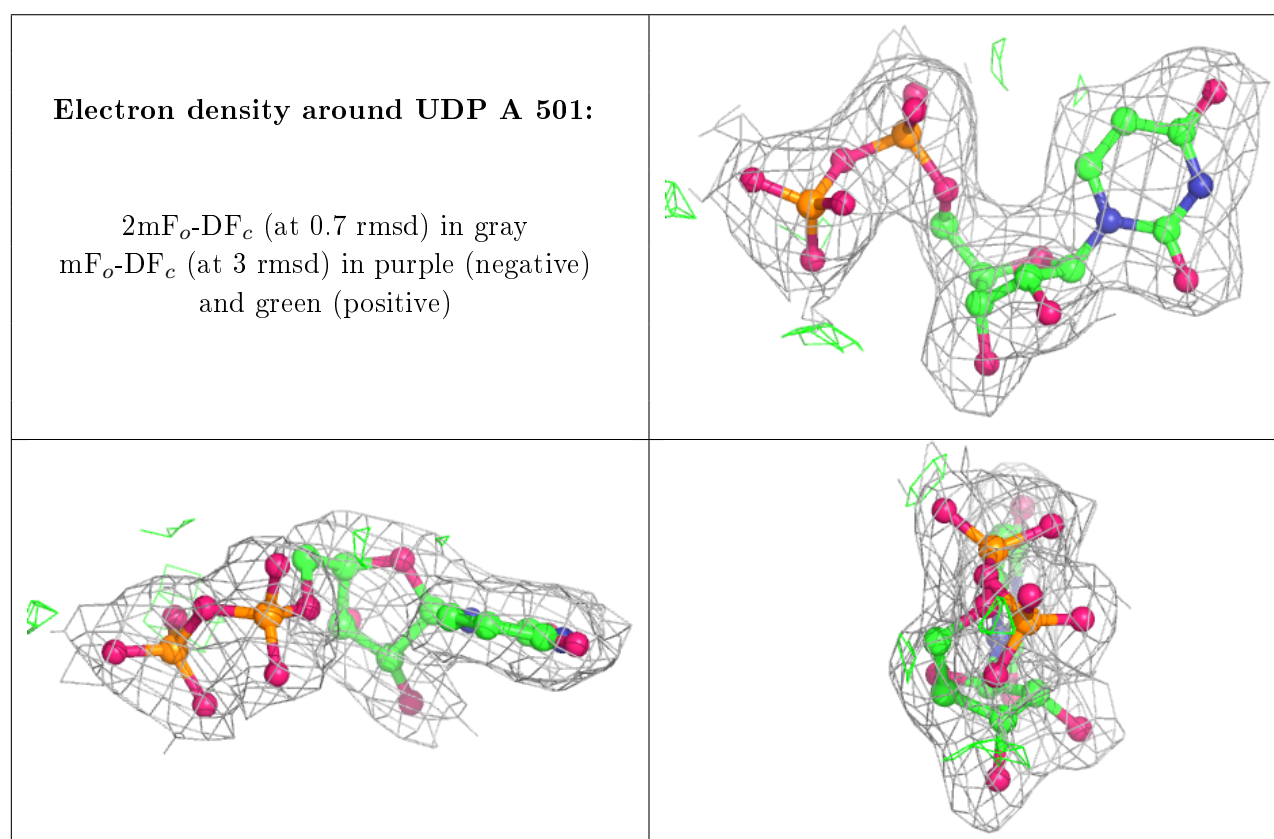 Electron density around UDP A 501:
2mFo-DFc (at 0.7 rmsd) in gray
mFo-DFc (at 3 rmsd) in purple (negative)
and green (positive)